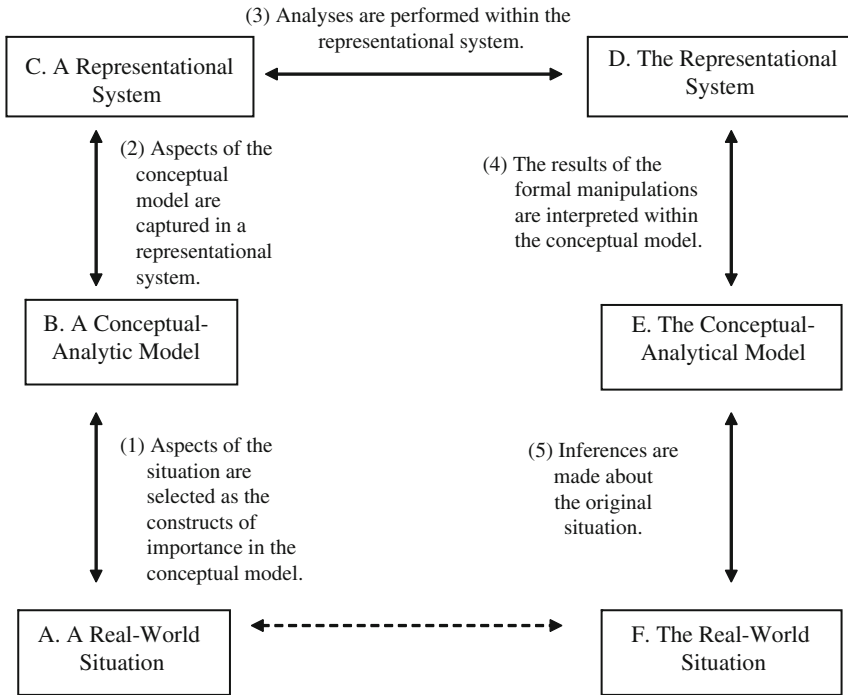 (3) Analyses are performed within the
representational system.
C. A Representational
System
D. The Representational
System
(2) Aspects of the
conceptual
model are
captured in a
representational
system.
(4) The results of the
formal manipulations
are interpreted within
the conceptual model.
B. A Conceptual-
Analytic Model
E. The Conceptual-
Analytical Model
(1) Aspects of the
situation are
selected as the
constructs of
importance in the
conceptual model.
(5) Inferences are
made about
the original
situation.
A. A Real-World
Situation
F. The Real-World
Situation